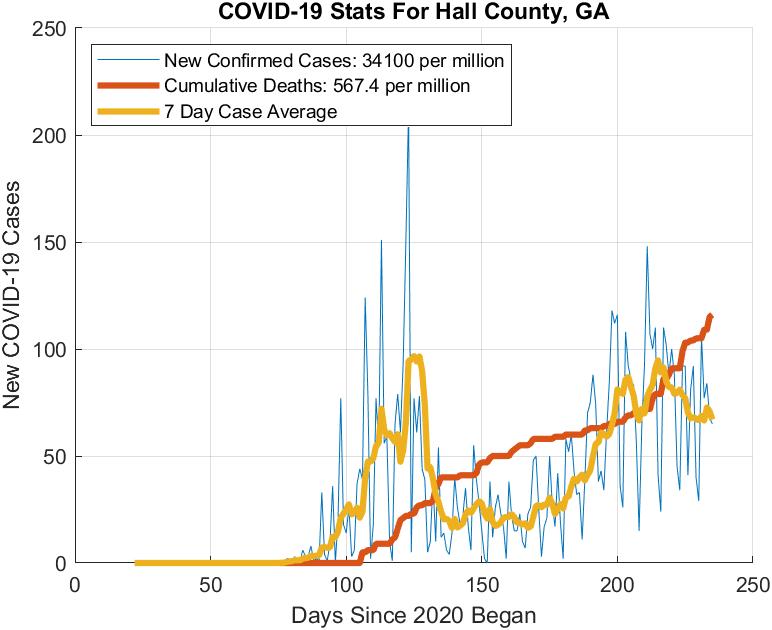 COVID-19 Stats For Hall County, GA
250
New Confirmed Cases: 34100 per million
Cumulative Deaths: 567.4 per million
7 Day Case Average
200
150
100
50
0
New COVID-19 Cases
0 50 100 150 200 250
Days Since 2020 Began